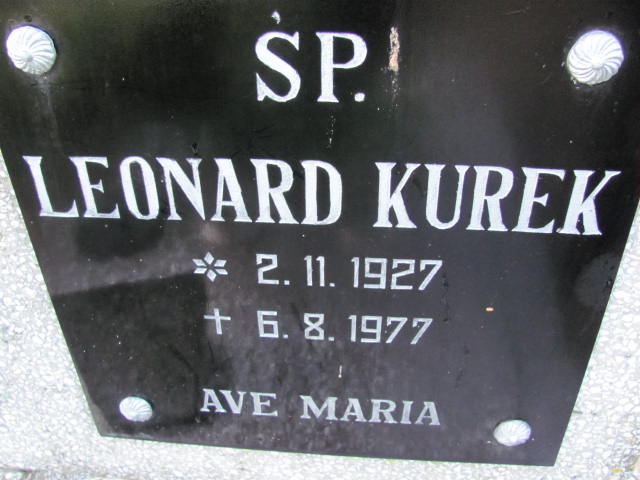 ŚP.
LEONARD KUREK
* 2.11.1927
† 6.8.1977
AVE MARIA